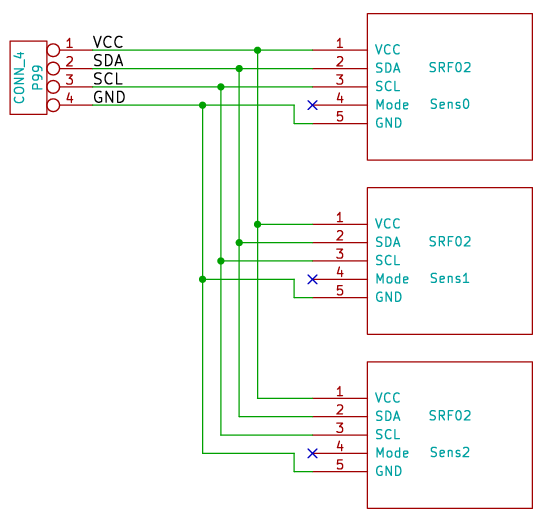 CONN_4
P99
1 VCC
2 SDA
3 SCL
4 GND
1 VCC
2 SDA SRF02
3 SCL
4 Mode Sens0
5 GND
1 VCC
2 SDA SRF02
3 SCL
4 Mode Sens1
5 GND
1 VCC
2 SDA SRF02
3 SCL
4 Mode Sens2
5 GND